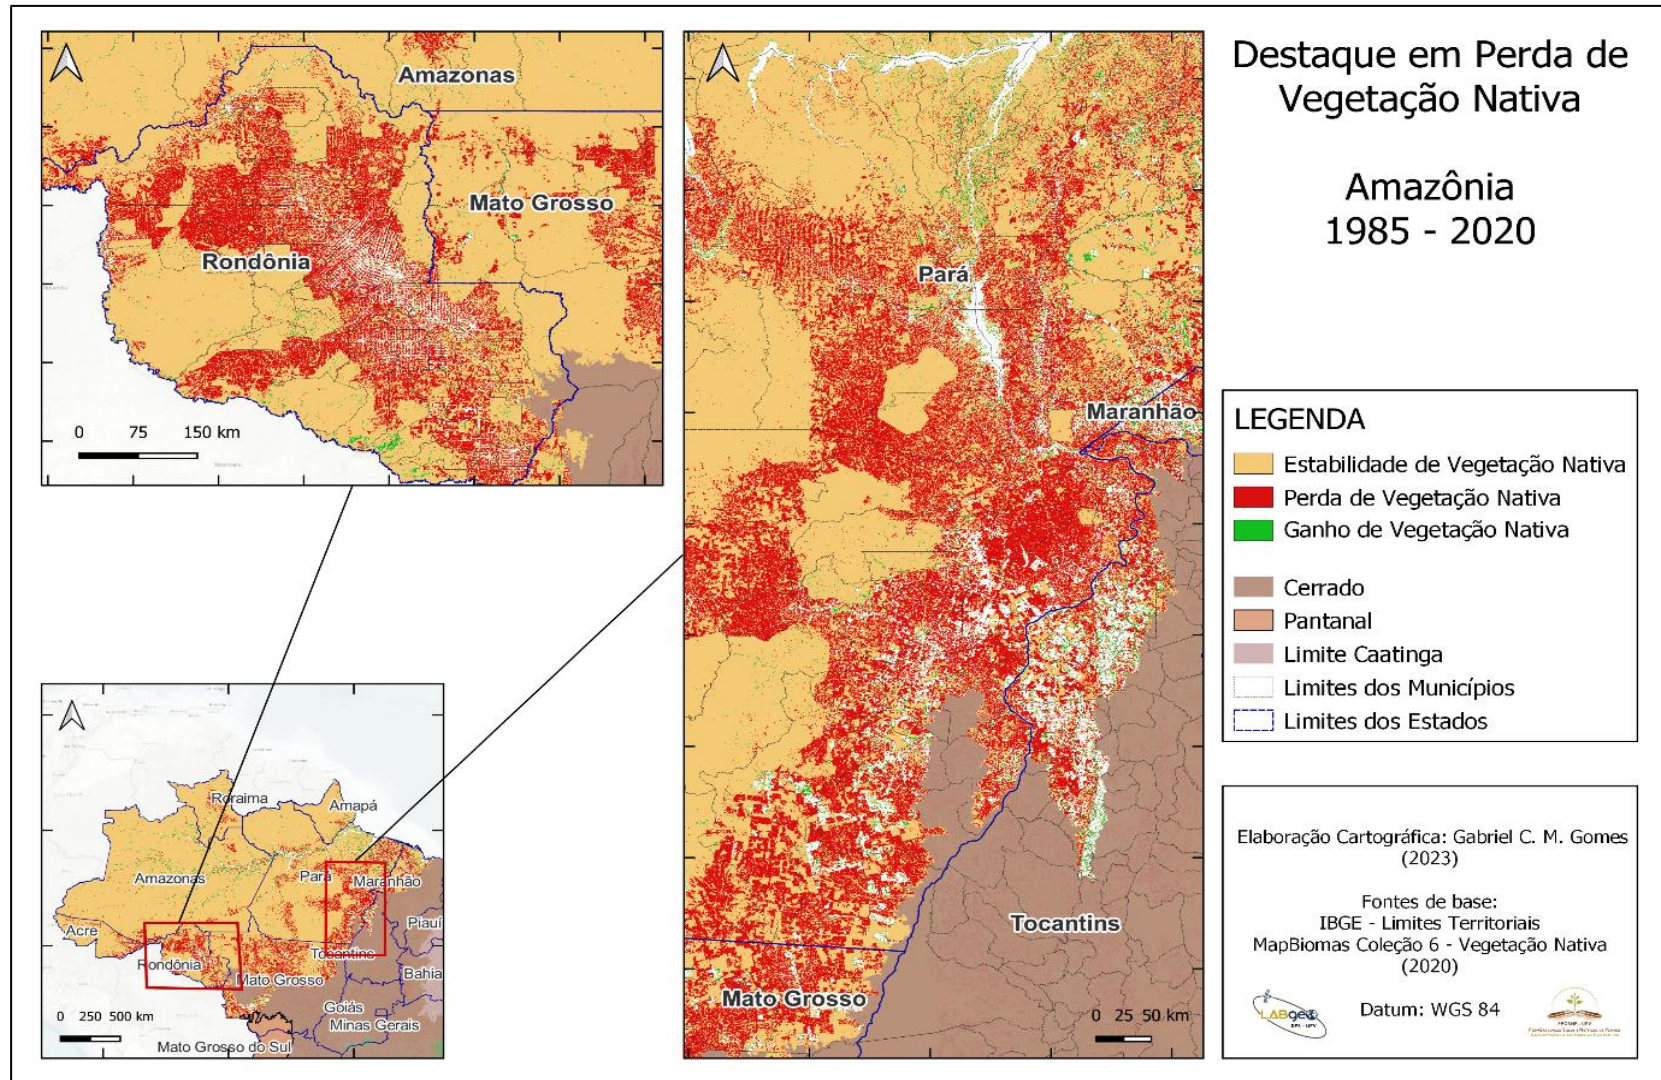 Destaque em Perda de
Vegetação Nativa
Amazônia
1985 - 2020
Amazonas
Mato Grosso
Rondônia
0 75 150 km
Pará
Maranhão
Tocantins
Mato Grosso
0 25 50 km
Roraima
Amapá
Amazonas
Pará
Maranhão
Piauí
Acre
Tocantins
Rondônia
Mato Grosso
Bahia
Goiás
Minas Gerais
Mato Grosso do Sul
0 250 500 km
LEGENDA
Estabilidade de Vegetação Nativa
Perda de Vegetação Nativa
Ganho de Vegetação Nativa
Cerrado
Pantanal
Limite Caatinga
Limites dos Municípios
Limites dos Estados
Elaboração Cartográfica: Gabriel C. M. Gomes
(2023)
Fontes de base:
IBGE - Limites Territoriais
MapBiomas Coleção 6 - Vegetação Nativa
(2020)
Datum: WGS 84
LABgeo